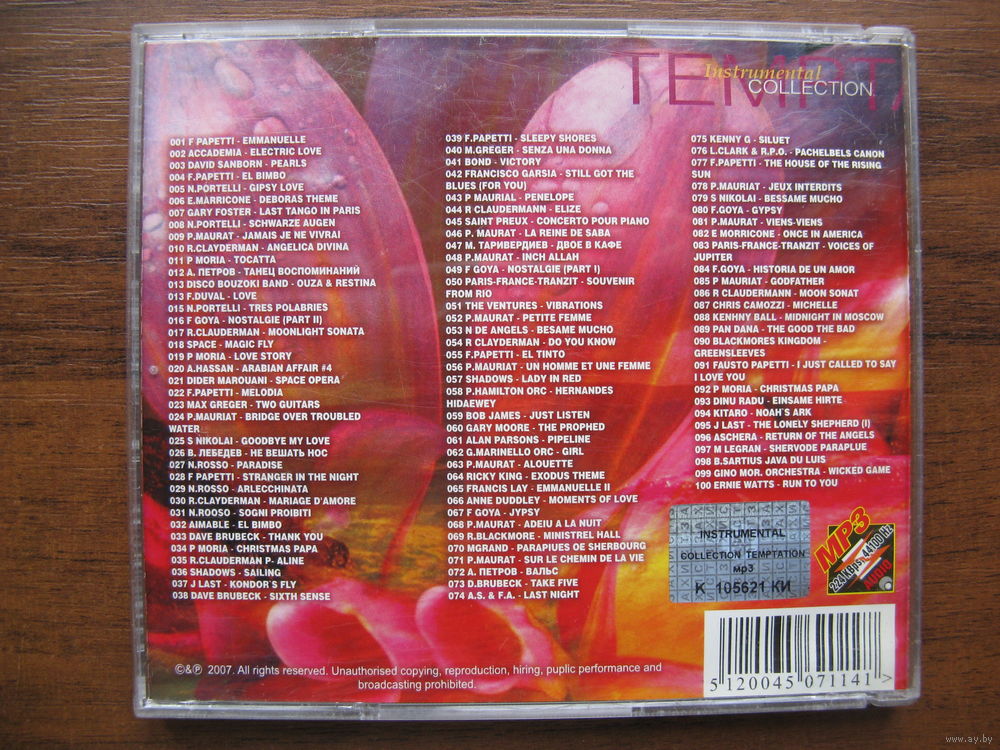 TEMPT
Instrumental
COLLECTION
001 F PAPETTI - EMMANUELLE
002 ACCADEMIA - ELECTRIC LOVE
003 DAVID SANBORN - PEARLS
004 F.PAPETTI - EL BIMBO
005 N.PORTELLI - GIPSY LOVE
006 E.MARRICONE - DEBORAS THEME
007 GARY FOSTER - LAST TANGO IN PARIS
008 N.PORTELLI - SCHWARZE AUGEN
009 P.MAURAT - JAMAIS JE NE VIVRAI
010 R.CLAYDERMAN - ANGELICA DIVINA
011 P MORIA - TOCATTA
012 А. ПЕТРОВ - ТАНЕЦ ВОСПОМИНАНИЙ
013 DISCO BOUZOKI BAND - OUZA & RESTINA
013 F.DUVAL - LOVE
015 N.PORTELLI - TRES POLABRIES
016 F GOYA - NOSTALGIE (PART II)
017 R.CLAUDERMAN - MOONLIGHT SONATA
018 SPACE - MAGIC FLY
019 P MORIA - LOVE STORY
020 A.HASSAN - ARABIAN AFFAIR #4
021 DIDER MAROUANI - SPACE OPERA
022 F.PAPETTI - MELODIA
023 MAX GREGER - TWO GUITARS
024 P.MAURAT - BRIDGE OVER TROUBLED
WATER
025 S NIKOLAI - GOODBYE MY LOVE
026 В. ЛЕБЕДЕВ - НЕ ВЕШАТЬ НОС
027 N.ROSSO - PARADISE
028 F PAPETTI - STRANGER IN THE NIGHT
029 N.ROSSO - ARLECCHINATA
030 R.CLAYDERMAN - MARIAGE D'AMORE
031 N.ROOSO - SOGNI PROIBITI
032 AIMABLE - EL BIMBO
033 DAVE BRUBECK - THANK YOU
034 P MORIA - CHRISTMAS PAPA
035 R.CLAUDERMAN P- ALINE
036 SHADOWS - SAILING
037 J LAST - KONDOR`S FLY
038 DAVE BRUBECK - SIXTH SENSE
039 F.PAPETTI - SLEEPY SHORES
040 M.GREGER - SENZA UNA DONNA
041 BOND - VICTORY
042 FRANCISCO GARSIA - STILL GOT THE
BLUES (FOR YOU)
043 P MAURIAL - PENELOPE
044 R CLAUDERMANN - ELIZE
045 SAINT PREUX - CONCERTO POUR PIANO
046 P. MAURAT - LA REINE DE SABA
047 М. ТАРИВЕРДИЕВ - ДВОЕ В КАФЕ
048 P.MAURAT - INCH ALLAH
049 F GOYA - NOSTALGIE (PART I)
050 PARIS-FRANCE-TRANZIT - SOUVENIR
FROM RIO
051 THE VENTURES - VIBRATIONS
052 P.MAURAT - PETITE FEMME
053 N DE ANGELS - BESAME MUCHO
054 R CLAYDERMAN - DO YOU KNOW
055 F.PAPETTI - EL TINTO
056 P.MAURIAT - UN HOMME ET UNE FEMME
057 SHADOWS - LADY IN RED
058 P.HAMILTON ORC - HERNANDES
HIDAEWEY
059 BOB JAMES - JUST LISTEN
060 GARY MOORE - THE PROPHED
061 ALAN PARSONS - PIPELINE
062 G.MARINELLO ORC - GIRL
063 P.MAURAT - ALOUETTE
064 RICKY KING - EXODUS THEME
065 FRANCIS LAY - EMMANUELLE II
066 ANNE DUDDLEY - MOMENTS OF LOVE
067 F GOYA - JYPSY
068 P.MAURAT - ADEIU A LA NUIT
069 R.BLACKMORE - MINISTREL HALL
070 MGRAND - PARAPIUES OE SHERBOURG
071 P.MAURAT - SUR LE CHEMIN DE LA VIE
072 А. ПЕТРОВ - ВАЛЬС
073 D.BRUBECK - TAKE FIVE
074 A.S. & F.A. - LAST NIGHT
075 KENNY G - SILUET
076 L.CLARK & R.P.O. - PACHELBELS CANON
077 F.PAPETTI - THE HOUSE OF THE RISING
SUN
078 P.MAURIAT - JEUX INTERDITS
079 S NIKOLAI - BESSAME MUCHO
080 F.GOYA - GYPSY
081 P.MAURAT - VIENS-VIENS
082 E MORRICONE - ONCE IN AMERICA
083 PARIS-FRANCE-TRANZIT - VOICES OF
JUPITER
084 F.GOYA - HISTORIA DE UN AMOR
085 P MAURIAT - GODFATHER
086 R CLAUDERMANN - MOON SONAT
087 CHRIS CAMOZZI - MICHELLE
088 KENHNY BALL - MIDNIGHT IN MOSCOW
089 PAN DANA - THE GOOD THE BAD
090 BLACKMORES KINGDOM -
GREENSLEEVES
091 FAUSTO PAPETTI - I JUST CALLED TO SAY
I LOVE YOU
092 P MORIA - CHRISTMAS PAPA
093 DINU RADU - EINSAME HIRTE
094 KITARO - NOAH`S ARK
095 J LAST - THE LONELY SHEPHERD (I)
096 ASCHERA - RETURN OF THE ANGELS
097 M LEGRAN - SHERVODE PARAPLUE
098 B.SARTIUS JAVA DU LUIS
099 GINO MOR. ORCHESTRA - WICKED GAME
100 ERNIE WATTS - RUN TO YOU
INSTRUMENTAL
COLLECTION TEMPTATION
мр3
К 105621 КИ
MP3
224 KBps, 44100 Hz
AUDIO
©&℗ 2007. All rights reserved. Unauthorised copying, reproduction, hiring, puplic performance and
broadcasting prohibited.
5 120045 071141 >
www.ay.by